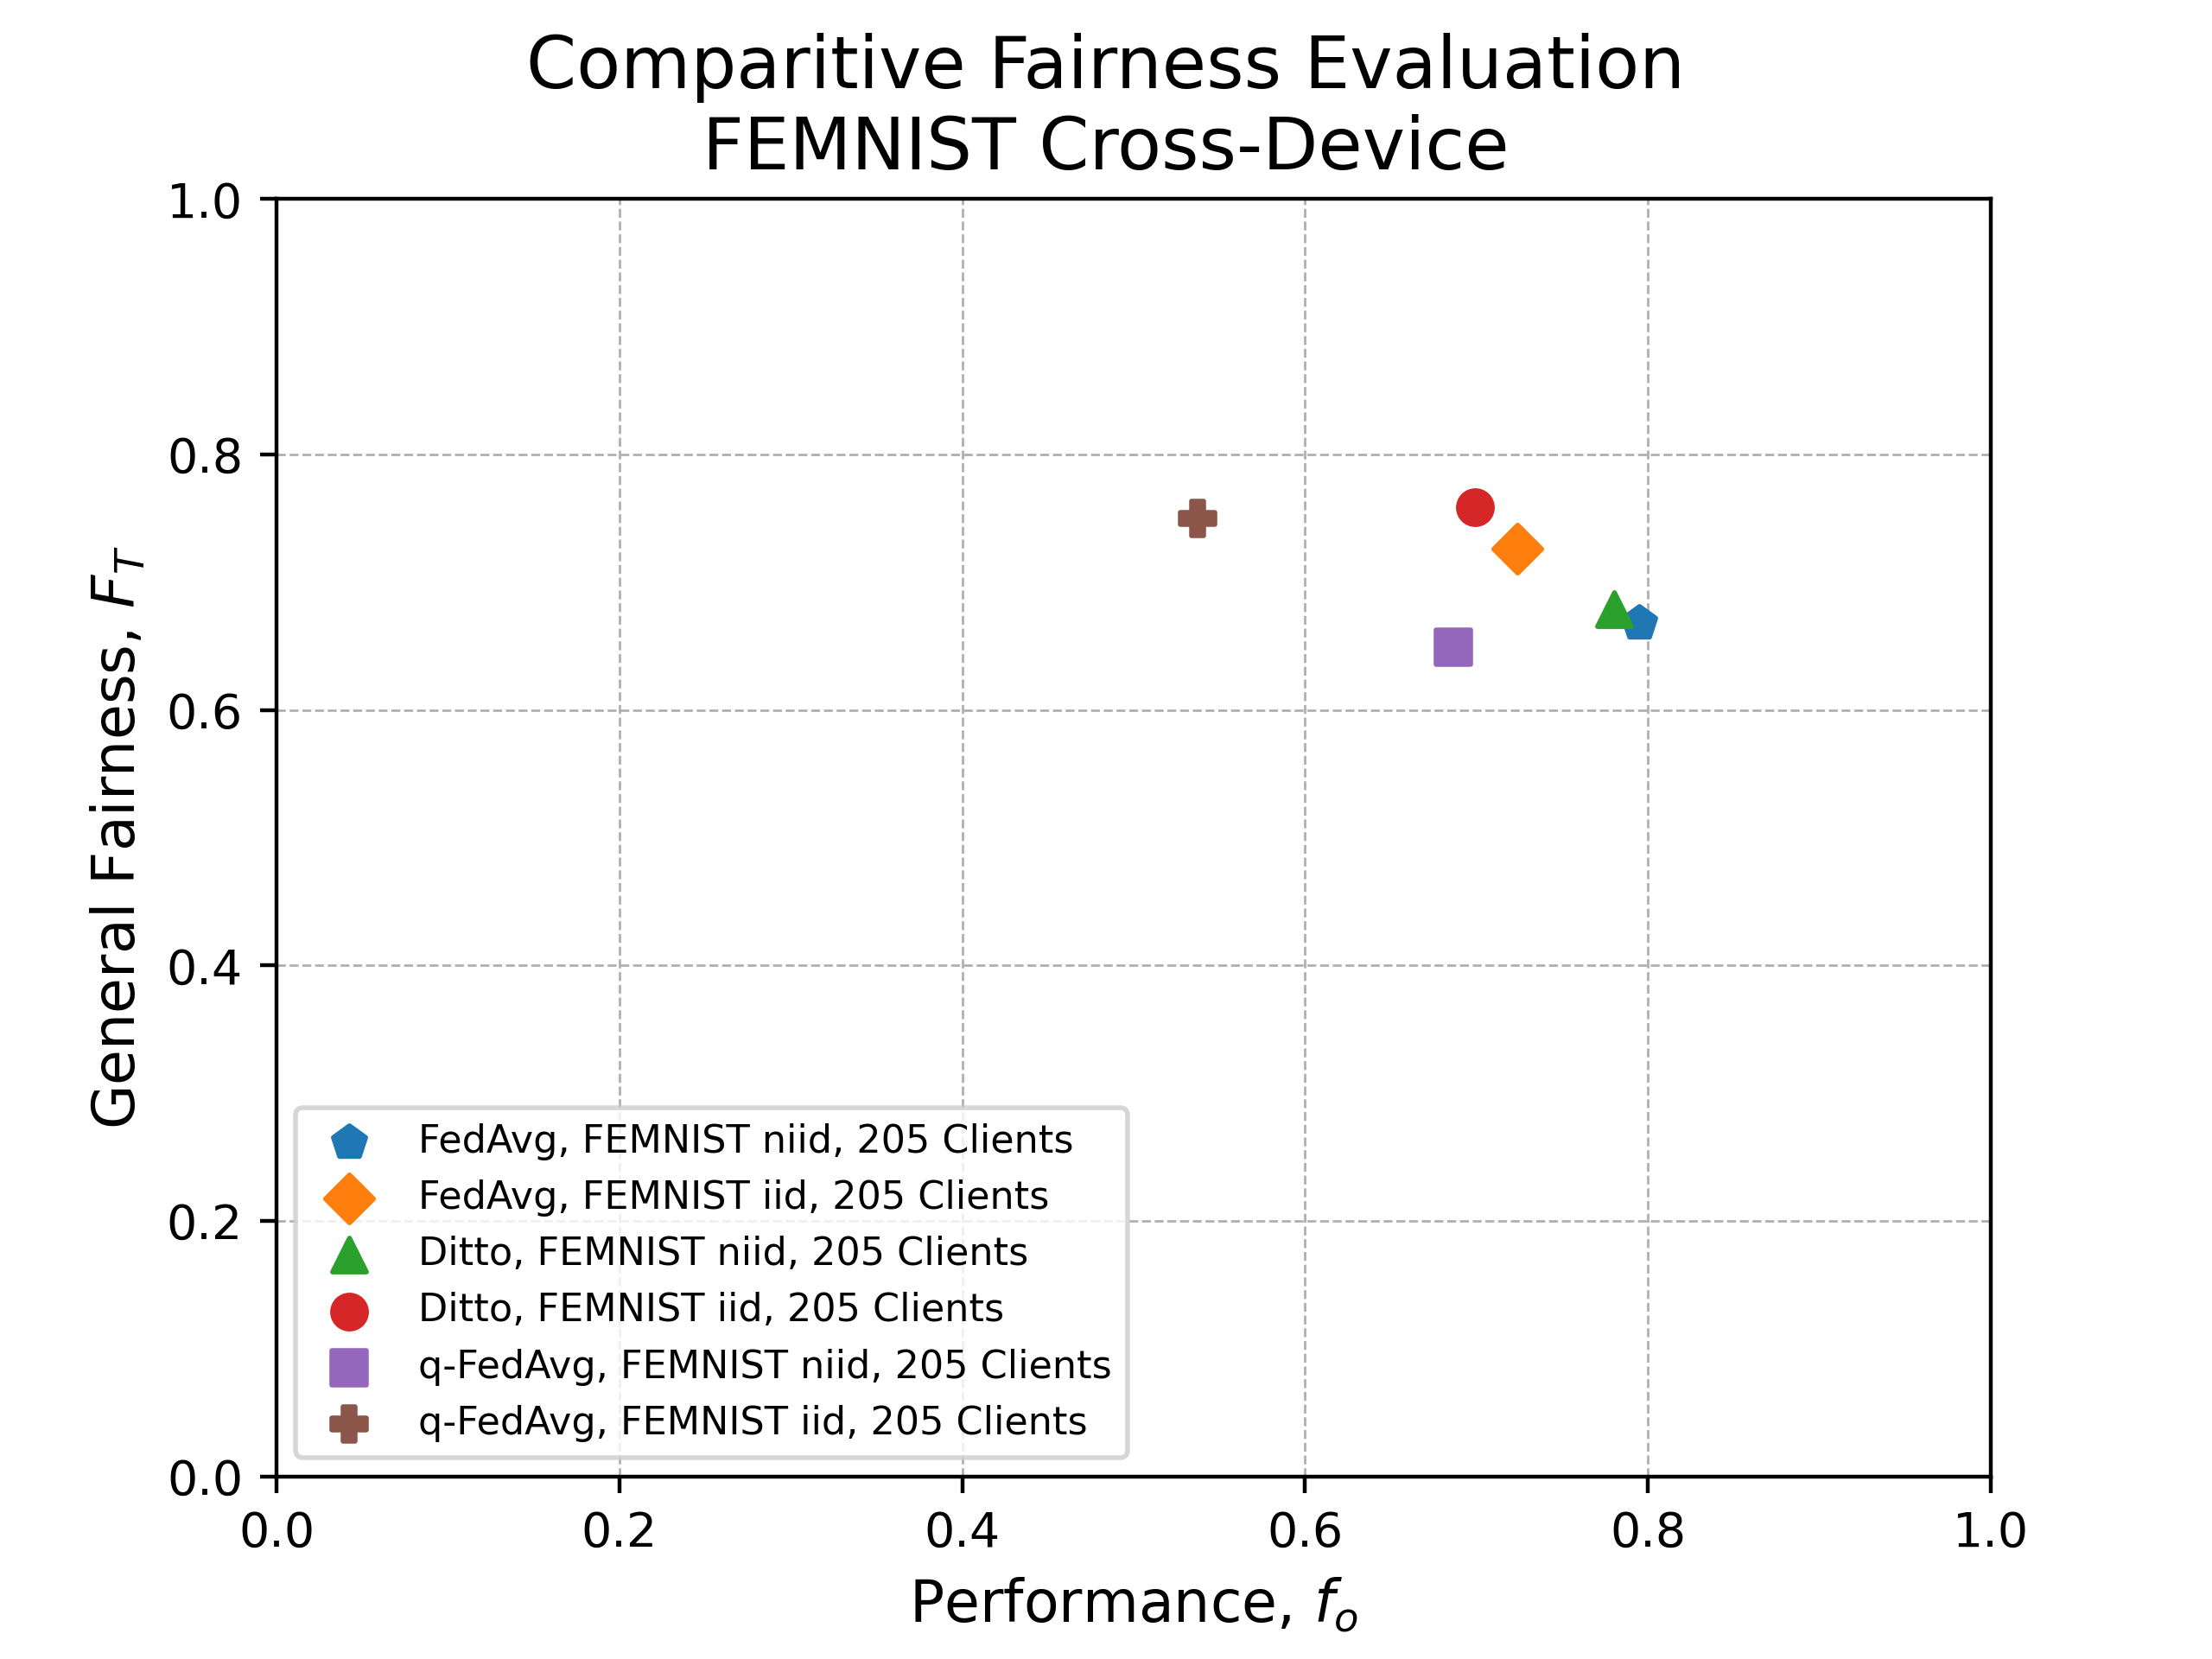 Comparitive Fairness Evaluation
FEMNIST Cross-Device
General Fairness, F_T
1.0
0.8
0.6
0.4
0.2
0.0
FedAvg, FEMNIST niid, 205 Clients
FedAvg, FEMNIST iid, 205 Clients
Ditto, FEMNIST niid, 205 Clients
Ditto, FEMNIST iid, 205 Clients
q-FedAvg, FEMNIST niid, 205 Clients
q-FedAvg, FEMNIST iid, 205 Clients
0.0 0.2 0.4 0.6 0.8 1.0
Performance, f_o